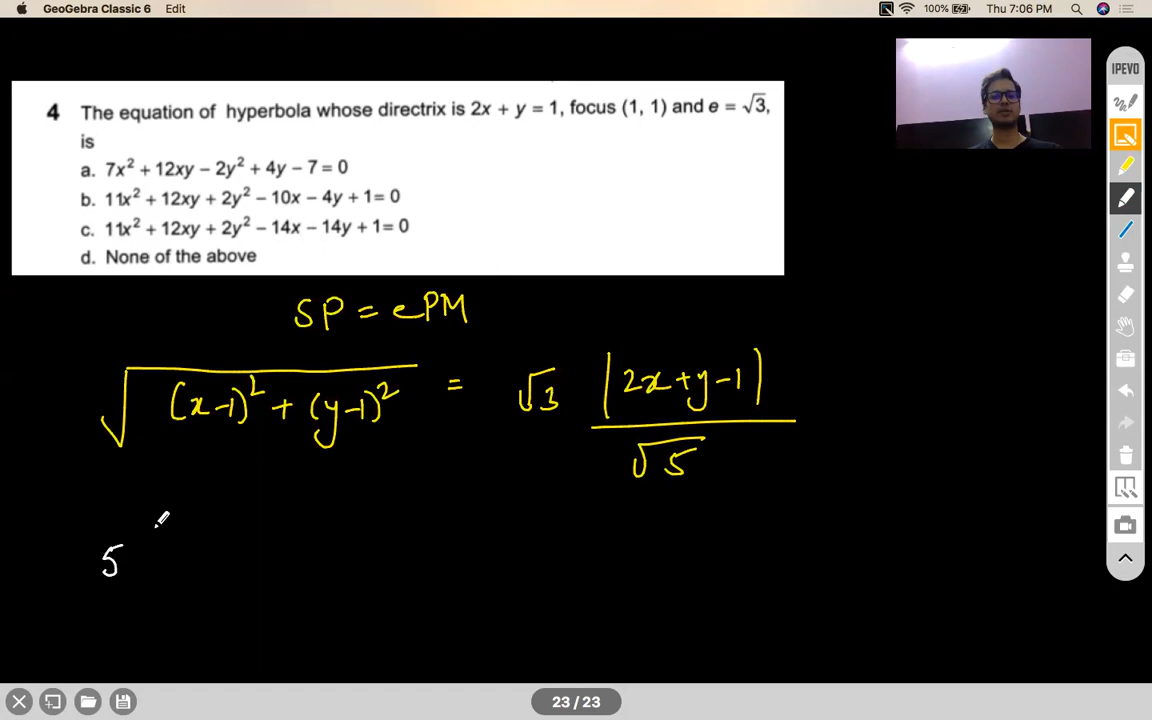 GeoGebra Classic 6 Edit 100% Thu 7:06 PM
IPEVO
4 The equation of hyperbola whose directrix is 2x + y = 1, focus (1, 1) and e = √3,
is
a. 7x² + 12xy – 2y² + 4y – 7 = 0
b. 11x² + 12xy + 2y² – 10x – 4y + 1= 0
c. 11x² + 12xy + 2y² – 14x – 14y + 1= 0
d. None of the above
SP = ePM
√((x-1)² + (y-1)²) = √3 |2x+y-1| / √5
5
23 / 23